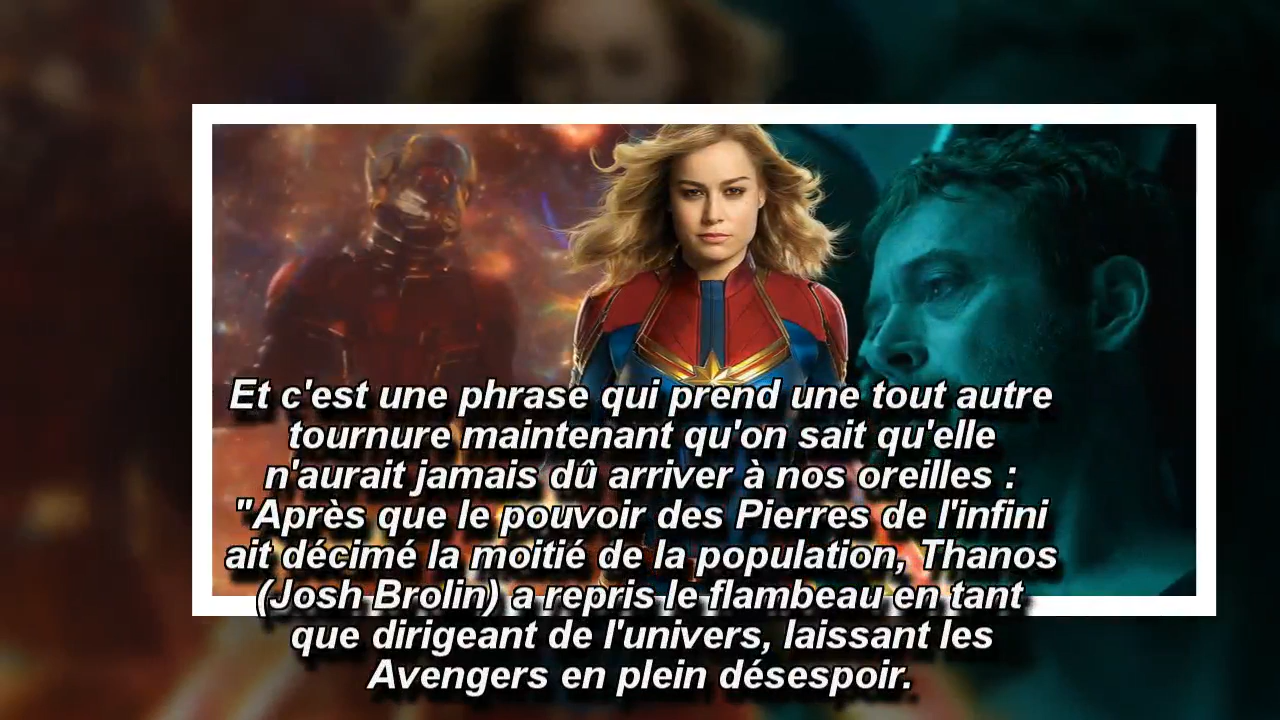 Et c'est une phrase qui prend une tout autre
tournure maintenant qu'on sait qu'elle
n'aurait jamais dû arriver à nos oreilles :
"Après que le pouvoir des Pierres de l'infini
ait décimé la moitié de la population, Thanos
(Josh Brolin) a repris le flambeau en tant
que dirigeant de l'univers, laissant les
Avengers en plein désespoir.